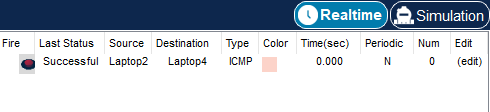 Realtime Simulation
Fire Last Status Source Destination Type Color Time(sec) Periodic Num Edit
Successful Laptop2 Laptop4 ICMP 0.000 N 0 (edit)